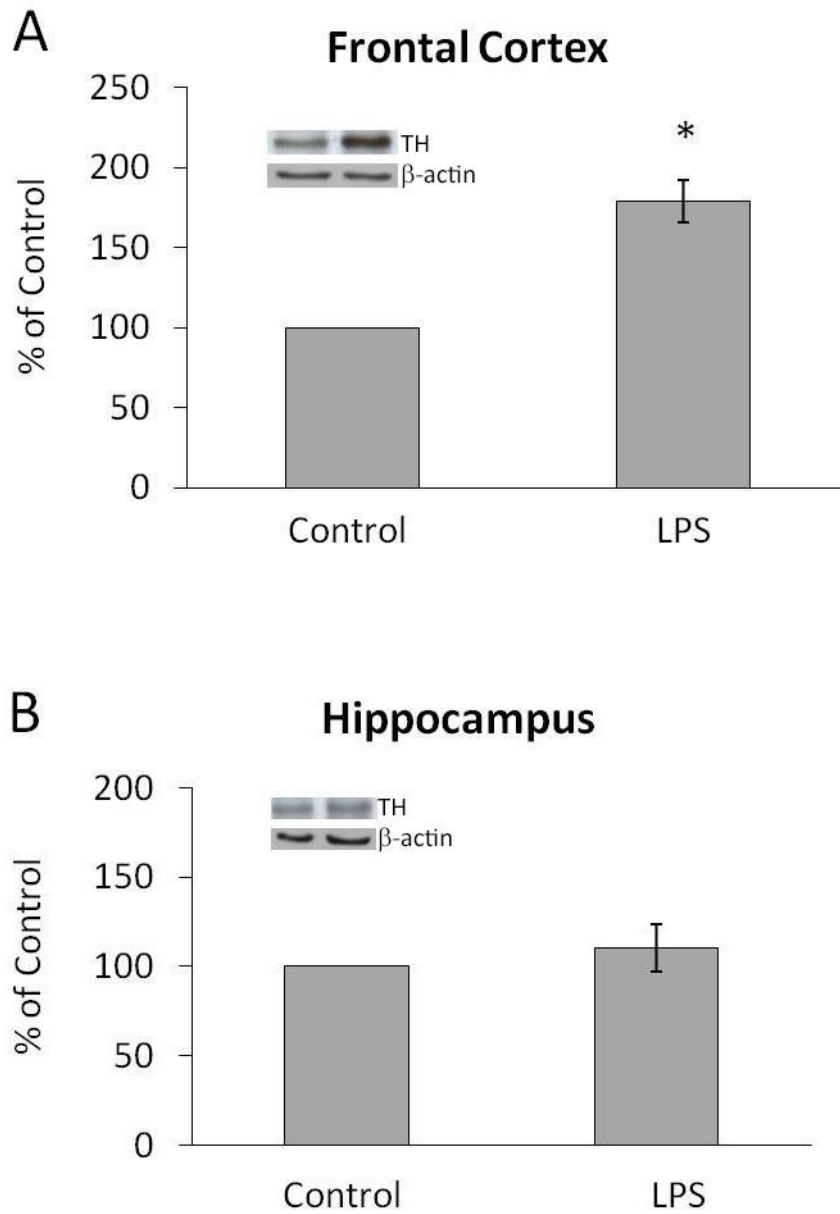 A
Frontal Cortex
250
200
150
100
50
0
% of Control
TH
β-actin
*
Control LPS
B
Hippocampus
200
150
100
50
0
% of Control
TH
β-actin
Control LPS